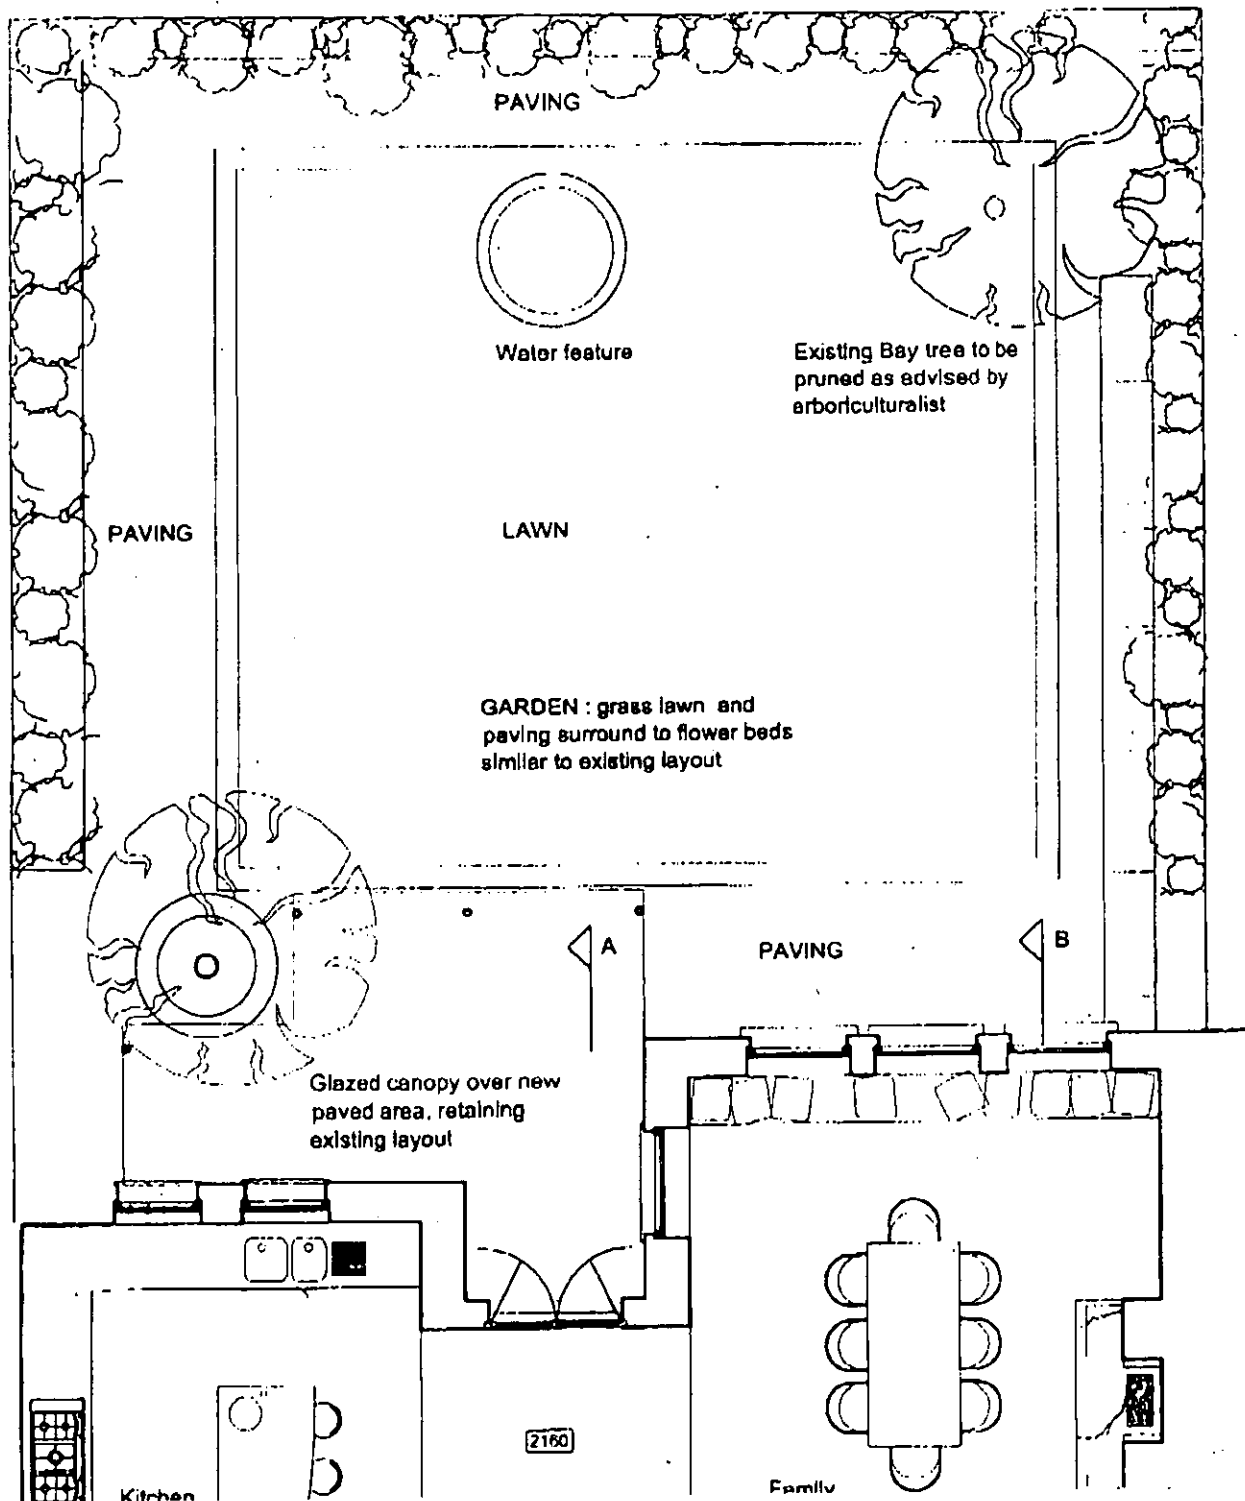 PAVING
Water feature
Existing Bay tree to be
pruned as advised by
arboriculturalist
PAVING
LAWN
GARDEN : grass lawn and
paving surround to flower beds
similar to existing layout
A
PAVING
B
Glazed canopy over new
paved area, retaining
existing layout
2160
Kitchen
Family